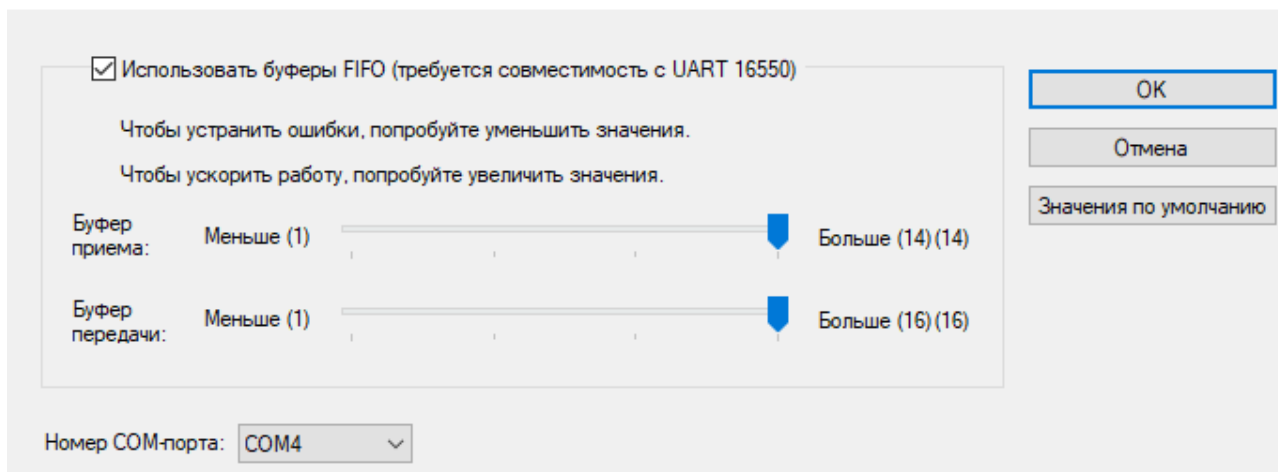 Использовать буферы FIFO (требуется совместимость с UART 16550)
OK
Чтобы устранить ошибки, попробуйте уменьшить значения.
Отмена
Чтобы ускорить работу, попробуйте увеличить значения.
Значения по умолчанию
Буфер
приема:
Меньше (1)
Больше (14)(14)
Буфер
передачи:
Меньше (1)
Больше (16)(16)
Номер COM-порта:
COM4